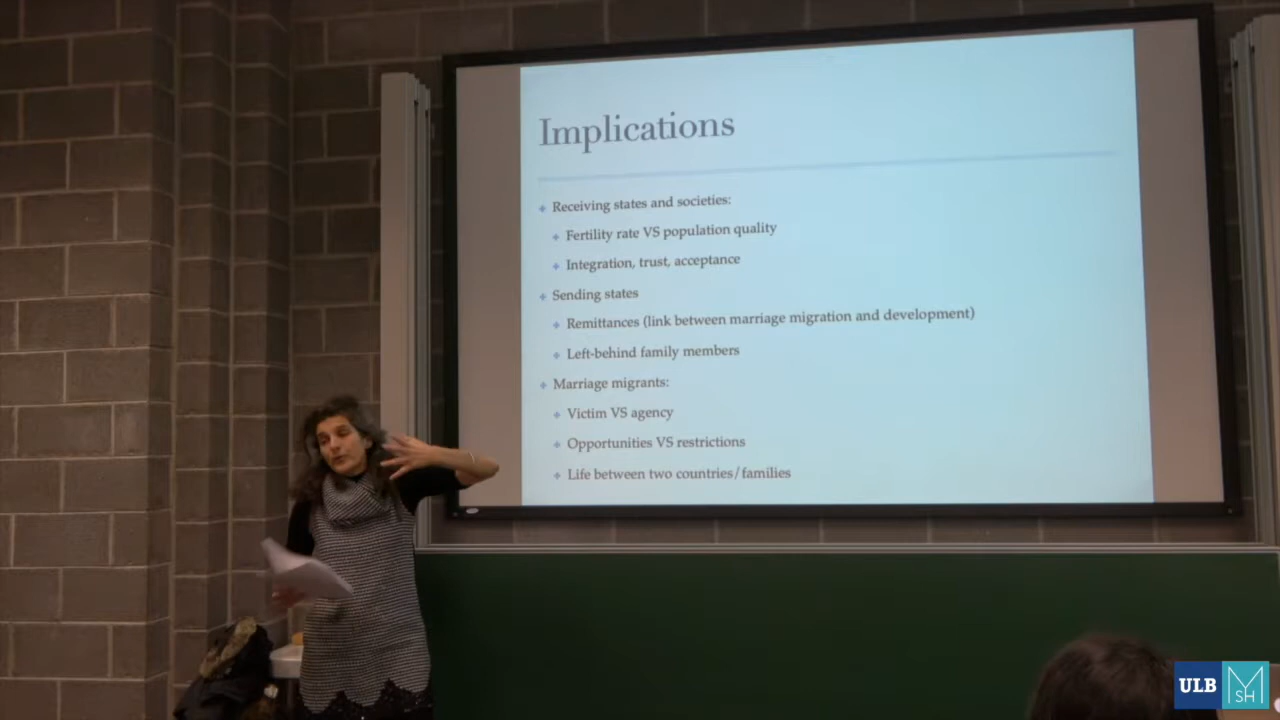 Implications
Receiving states and societies:
Fertility rate VS population quality
Integration, trust, acceptance
Sending states
Remittances (link between marriage migration and development)
Left-behind family members
Marriage migrants:
Victim VS agency
Opportunities VS restrictions
Life between two countries/families
ULB
MSH